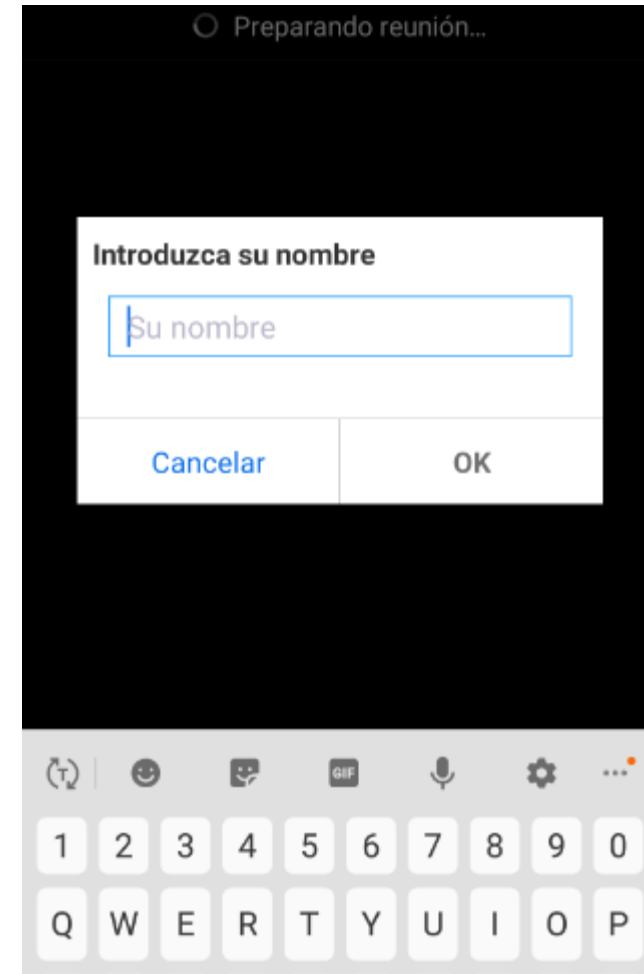 Preparando reunión...
Introduzca su nombre
Su nombre
Cancelar OK
T GIF
1 2 3 4 5 6 7 8 9 0
Q W E R T Y U I O P